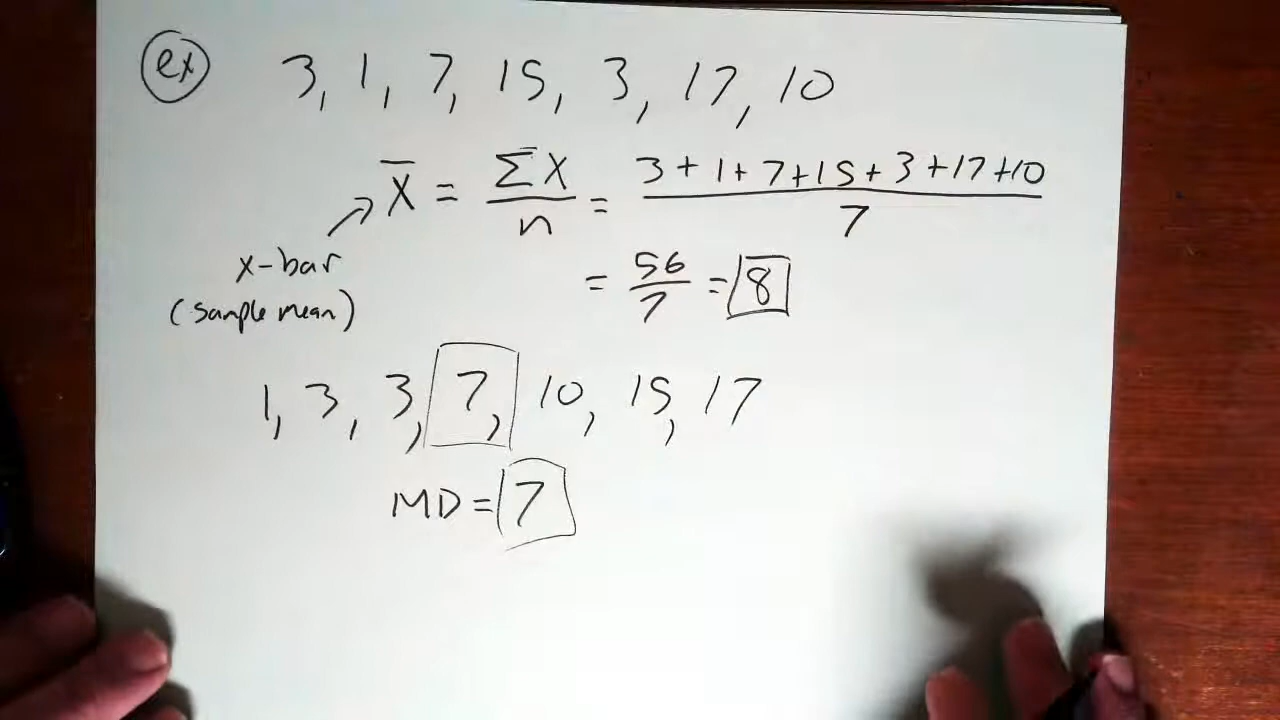 ex 3, 1, 7, 15, 3, 17, 10
x̄ = Σx/n = (3+1+7+15+3+17+10)/7
x-bar
= 56/7 = 8
(sample mean)
1, 3, 3, 7, 10, 15, 17
MD = 7